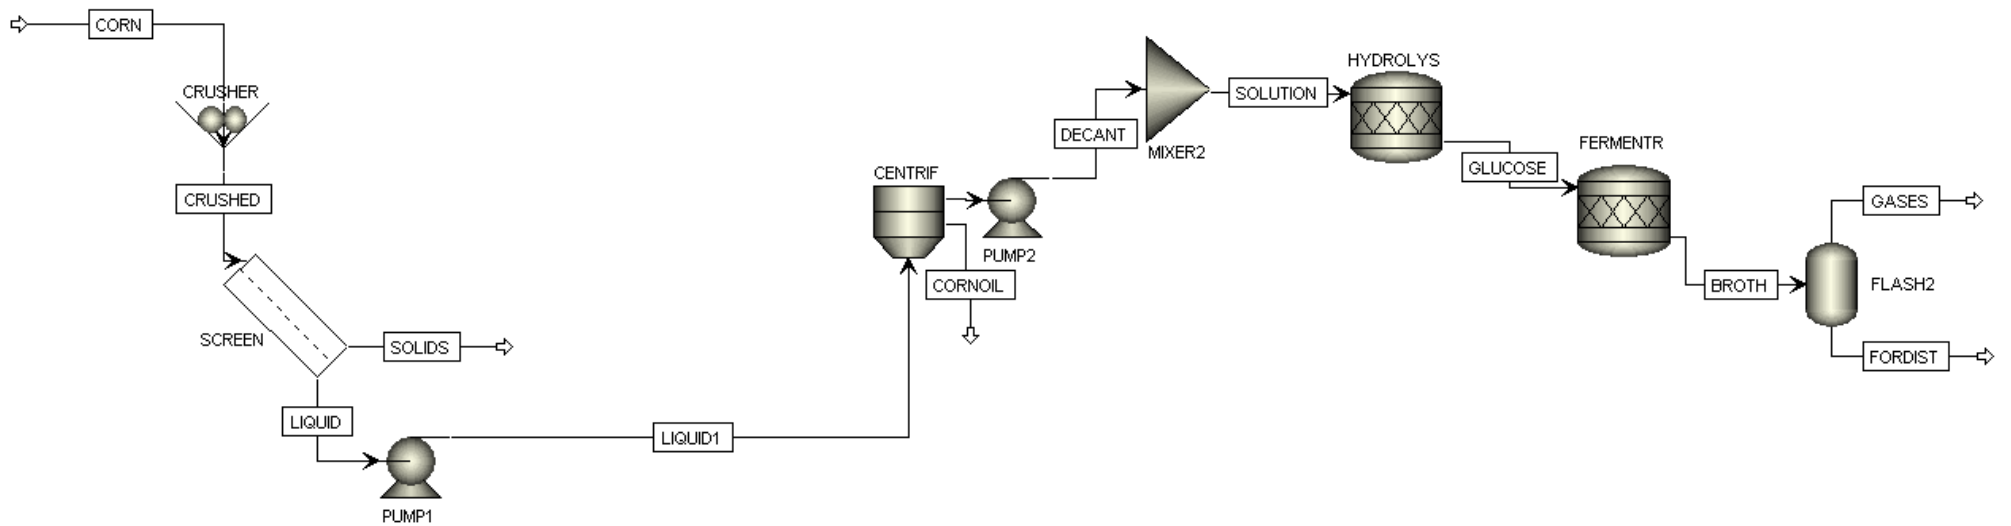 CORN
CRUSHER
CRUSHED
SCREEN
SOLIDS
LIQUID
PUMP1
LIQUID1
CENTRIF
CORNOIL
PUMP2
DECANT
MIXER2
SOLUTION
HYDROLYS
GLUCOSE
FERMENTR
BROTH
GASES
FLASH2
FORDIST